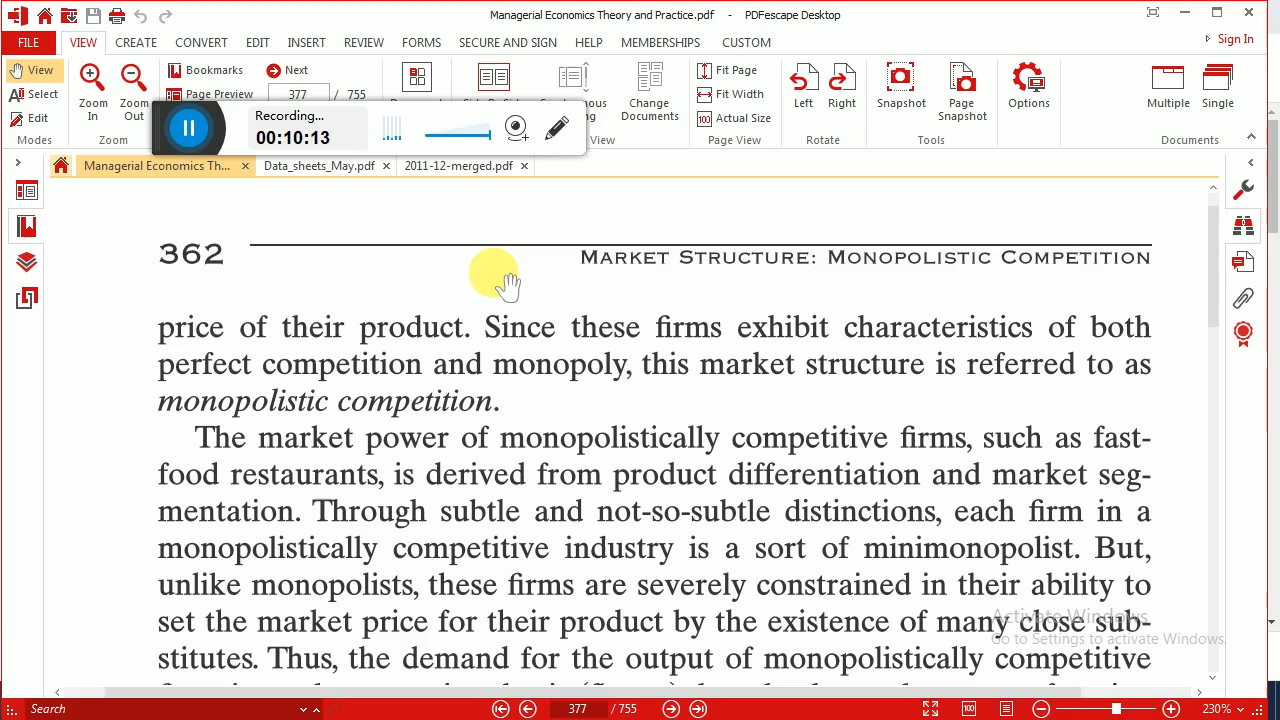 Managerial Economics Theory and Practice.pdf - PDFescape Desktop
FILE VIEW CREATE CONVERT EDIT INSERT REVIEW FORMS SECURE AND SIGN HELP MEMBERSHIPS CUSTOM Sign In
View Select Edit Modes
Zoom In Zoom Out Zoom
Bookmarks Next
Page Preview 377 / 755
Change Documents View
Fit Page Fit Width Actual Size Page View
Left Right Rotate
Snapshot Page Snapshot Options Tools
Multiple Single Documents
Recording...
00:10:13
Managerial Economics Th... Data_sheets_May.pdf 2011-12-merged.pdf
362 MARKET STRUCTURE: MONOPOLISTIC COMPETITION
price of their product. Since these firms exhibit characteristics of both
perfect competition and monopoly, this market structure is referred to as
monopolistic competition.
The market power of monopolistically competitive firms, such as fast-
food restaurants, is derived from product differentiation and market seg-
mentation. Through subtle and not-so-subtle distinctions, each firm in a
monopolistically competitive industry is a sort of minimonopolist. But,
unlike monopolists, these firms are severely constrained in their ability to
set the market price for their product by the existence of many close sub-
stitutes. Thus, the demand for the output of monopolistically competitive
Activate Windows
Go to Settings to activate Windows.
Search 377 / 755 230%